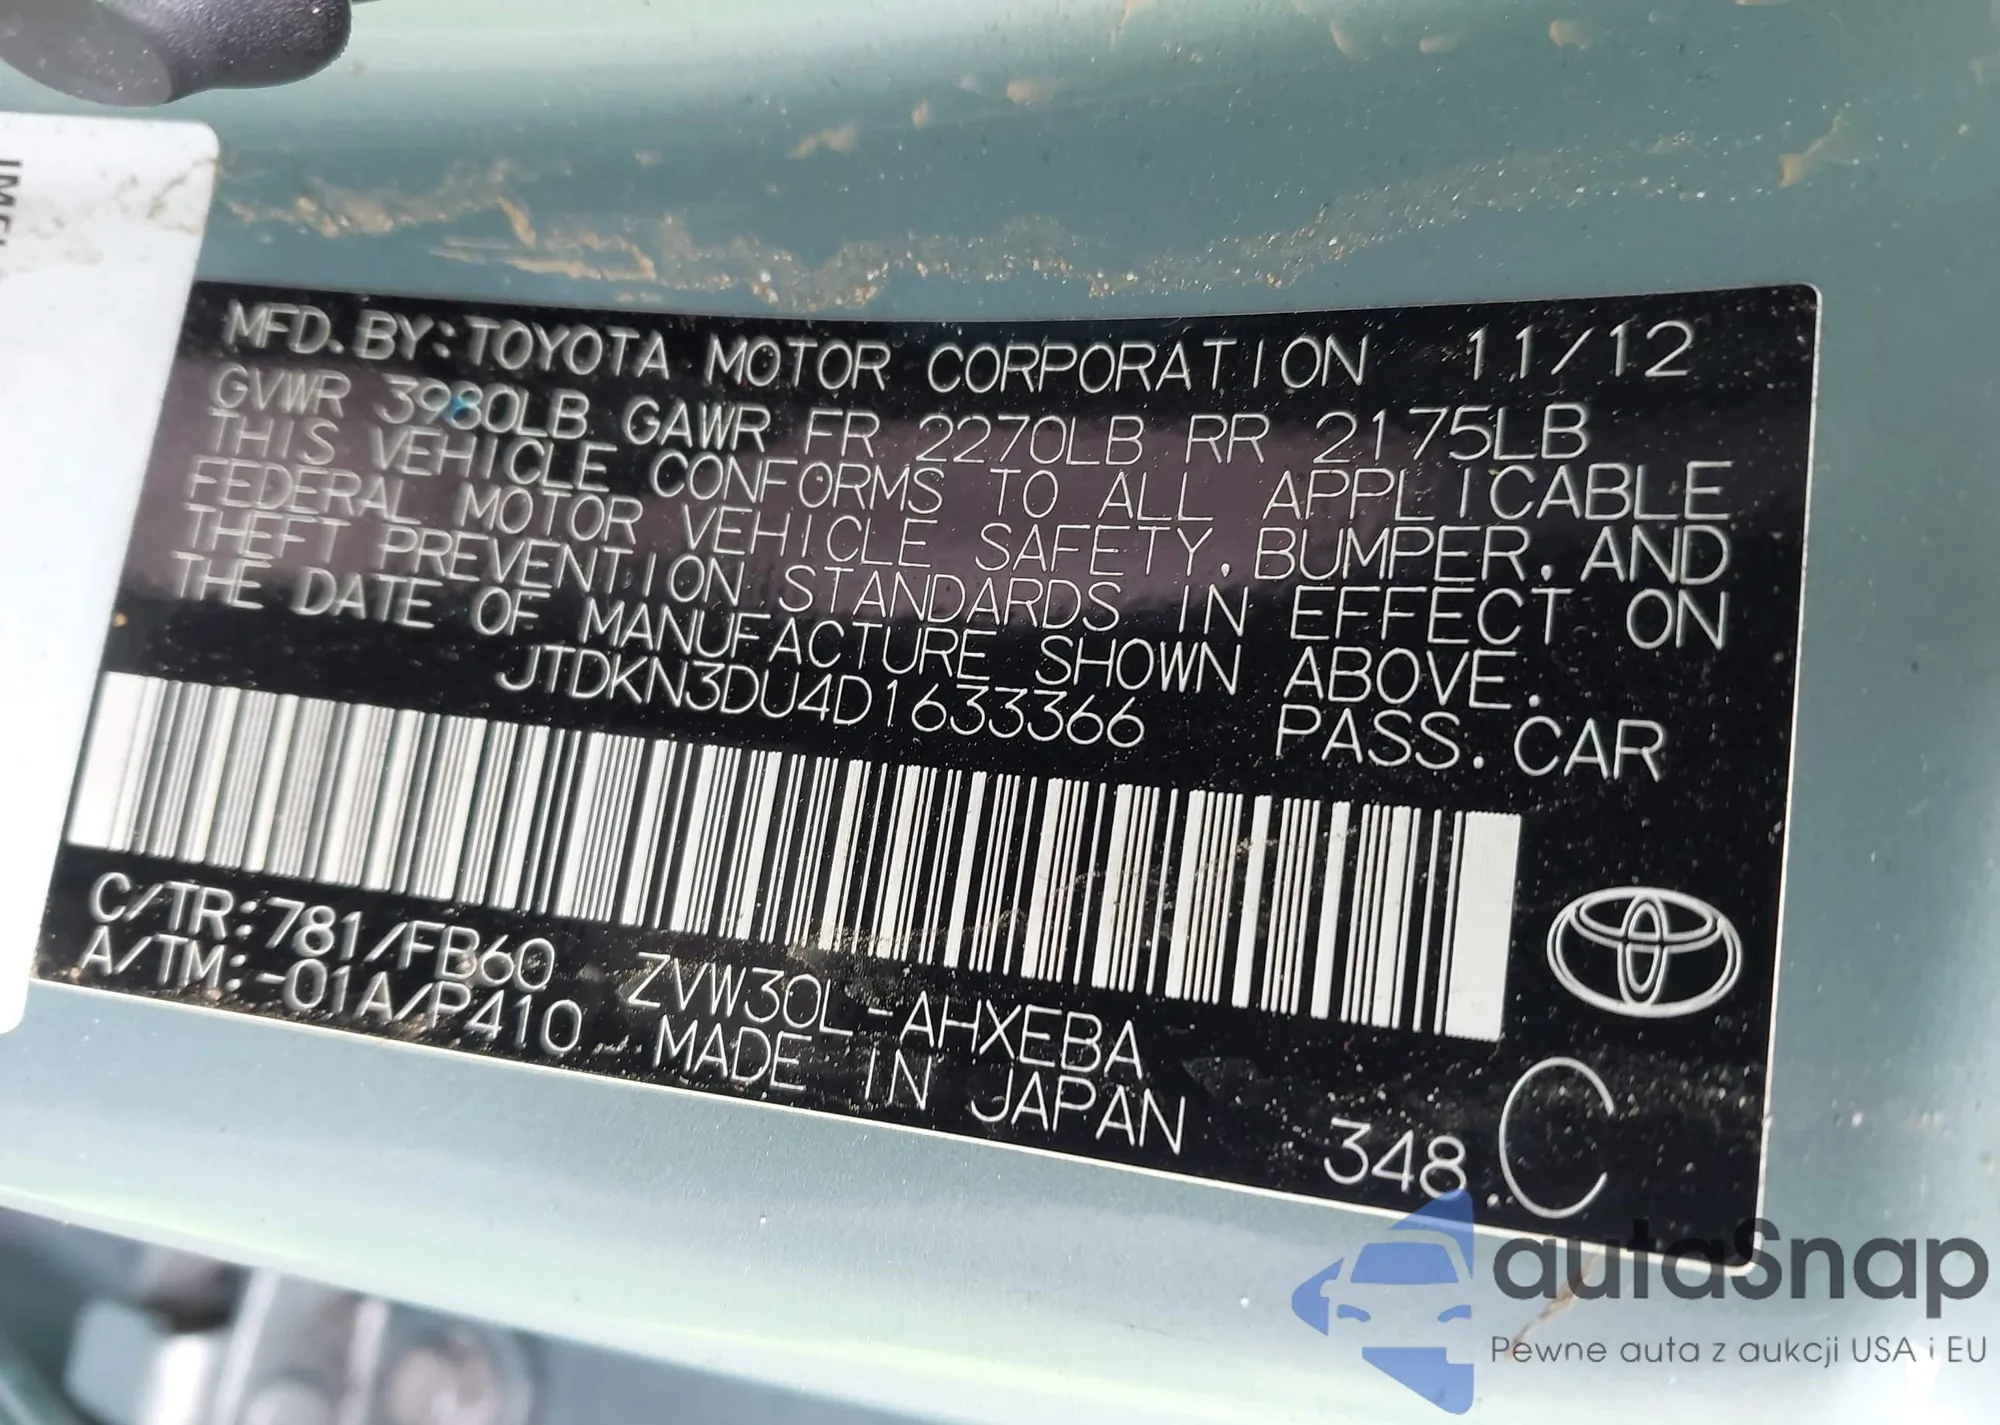 MFD. BY: TOYOTA MOTOR CORPORATION 11/12
GVWR 3980LB GAWR FR 2270LB RR 2175LB
THIS VEHICLE CONFORMS TO ALL APPLICABLE
FEDERAL MOTOR VEHICLE SAFETY, BUMPER, AND
THEFT PREVENTION STANDARDS IN EFFECT ON
THE DATE OF MANUFACTURE SHOWN ABOVE.
JTDKN3DU4D1633366 PASS. CAR
C/TR: 781/FB60 ZVW30L-AHXEBA
A/TM: -01A/P410 MADE IN JAPAN
348 C
autaSnap
Pewne auta z aukcji USA i EU